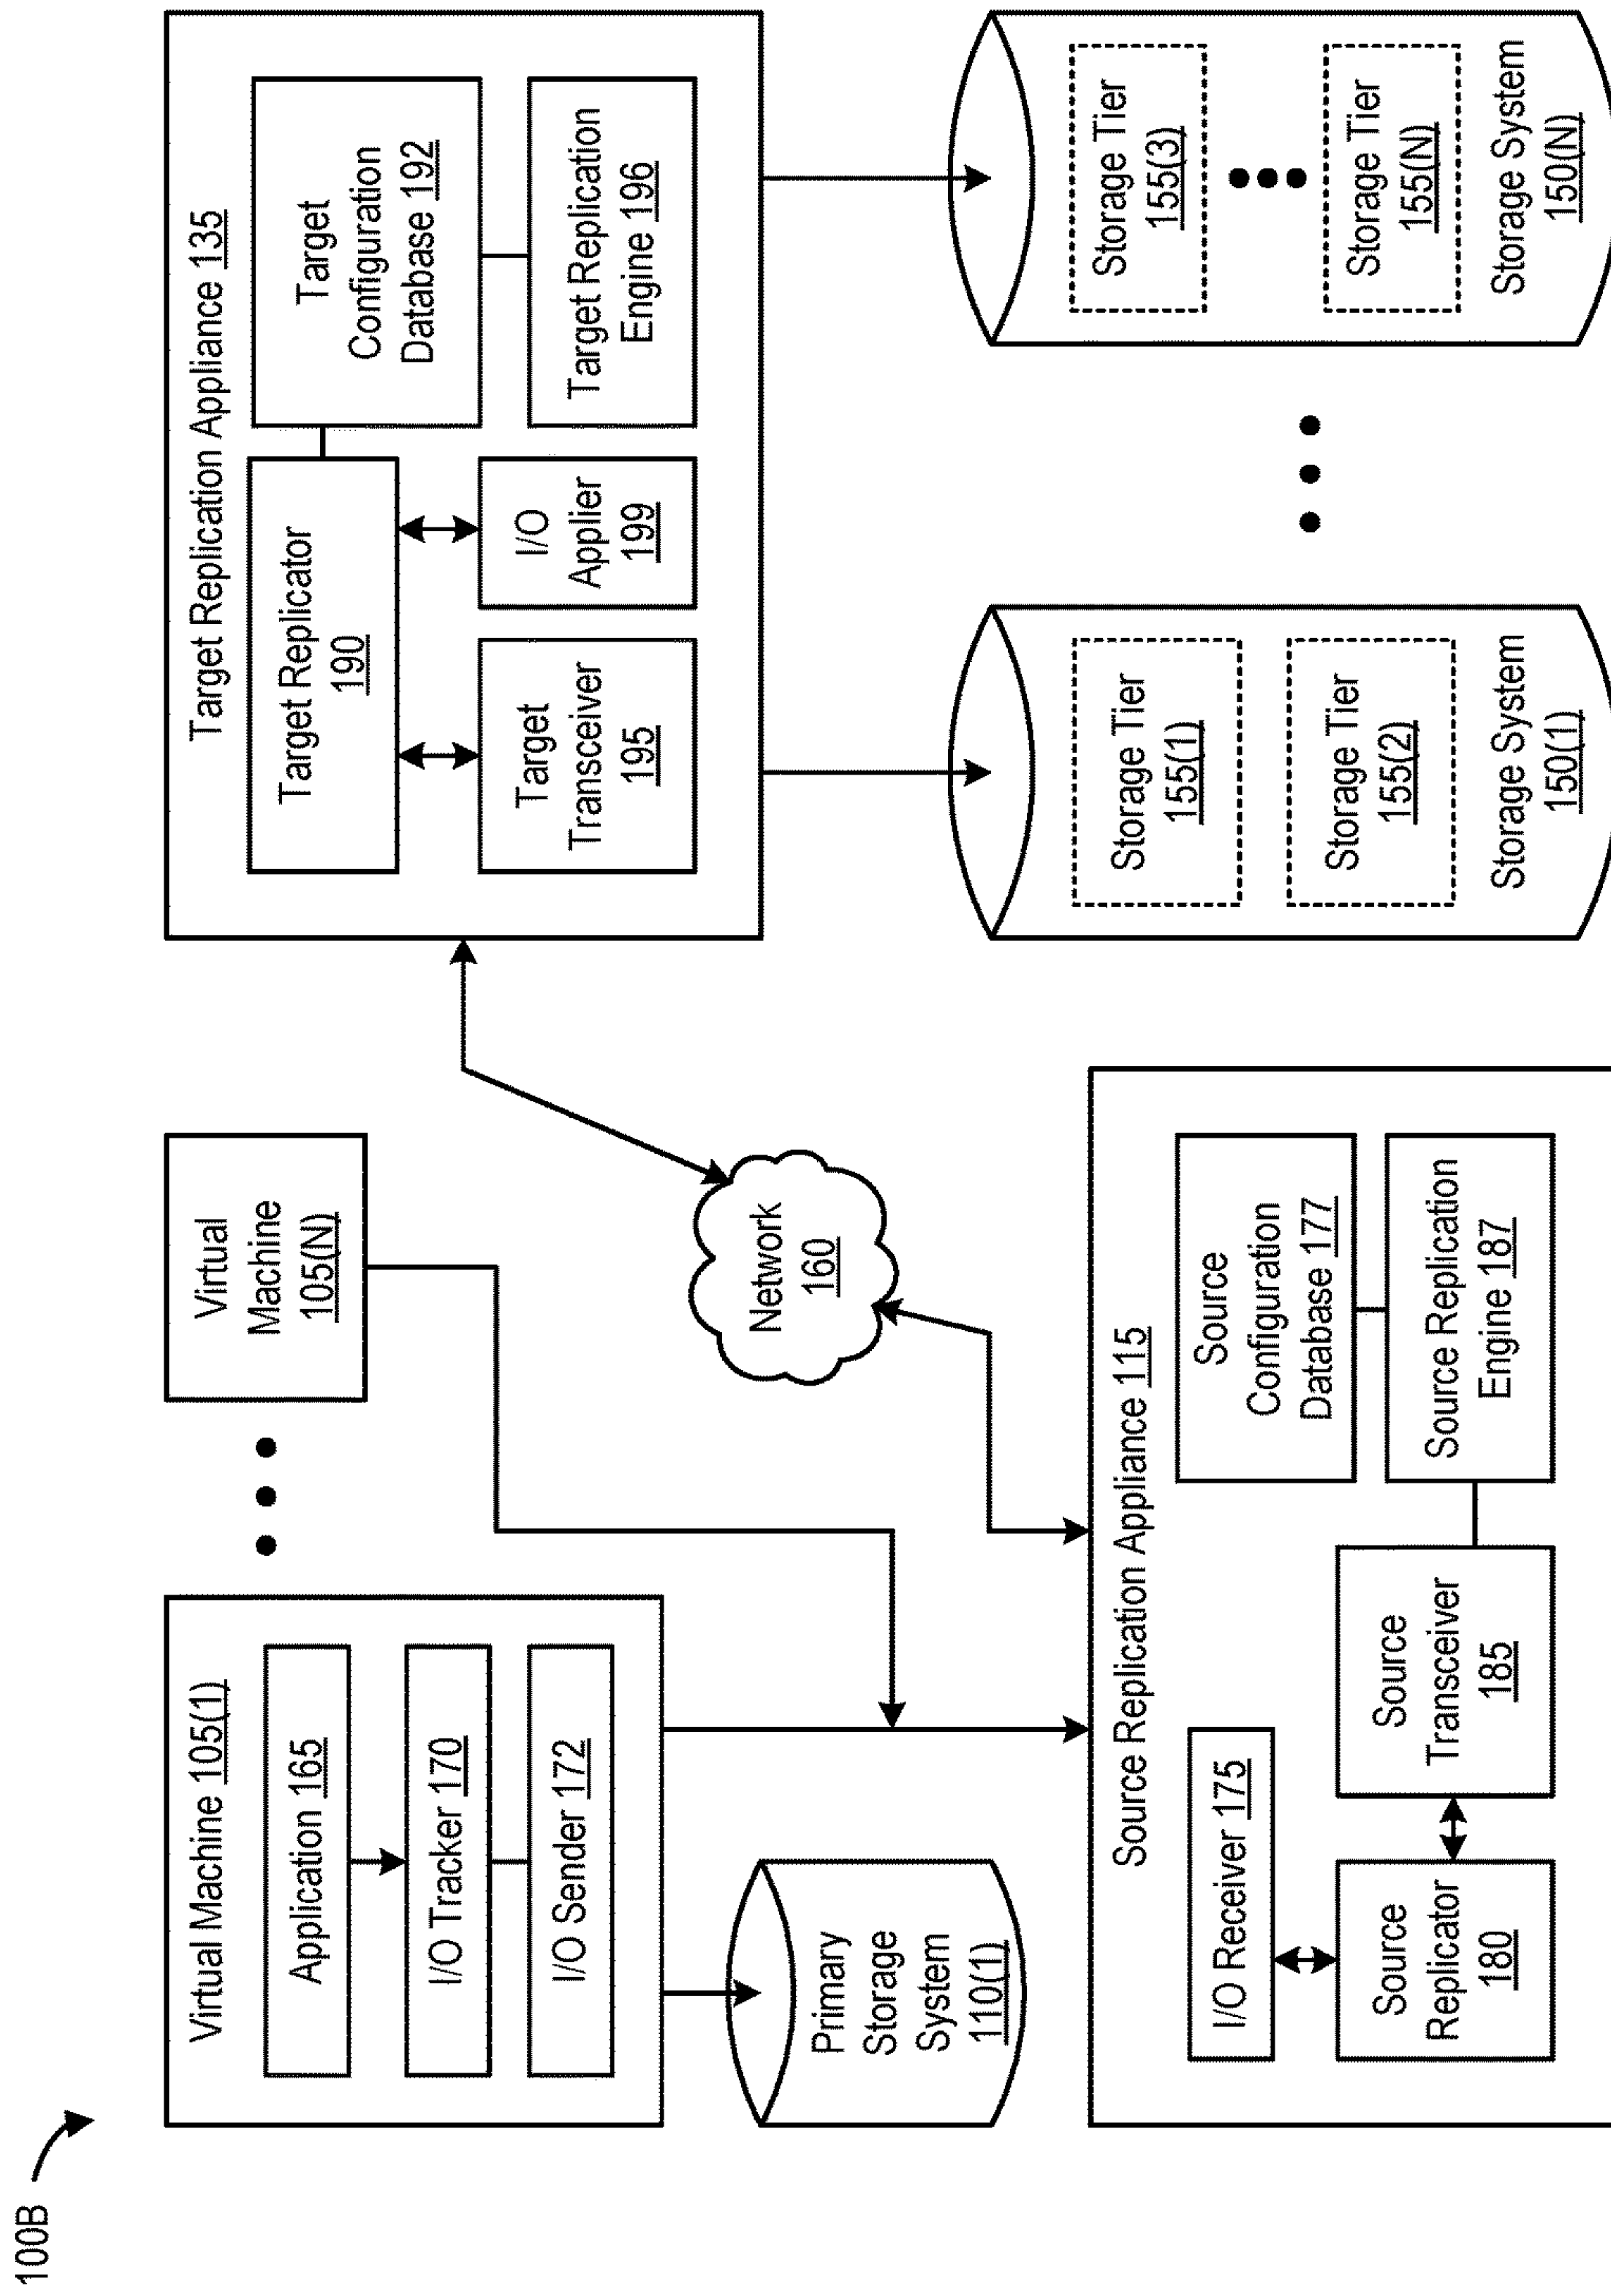 100B
Virtual Machine 105(1)
Application 165
I/O Tracker 170
I/O Sender 172
Virtual
Machine
105(N)
Primary
Storage
System
110(1)
Network
160
Source Replication Appliance 115
I/O Receiver 175
Source
Replicator
180
Source
Transceiver
185
Source
Configuration
Database 177
Source Replication
Engine 187
Target Replication Appliance 135
Target Replicator
190
Target
Transceiver
195
I/O
Applier
199
Target
Configuration
Database 192
Target Replication
Engine 196
Storage Tier
155(1)
Storage Tier
155(2)
Storage System
150(1)
Storage Tier
155(3)
Storage Tier
155(N)
Storage System
150(N)